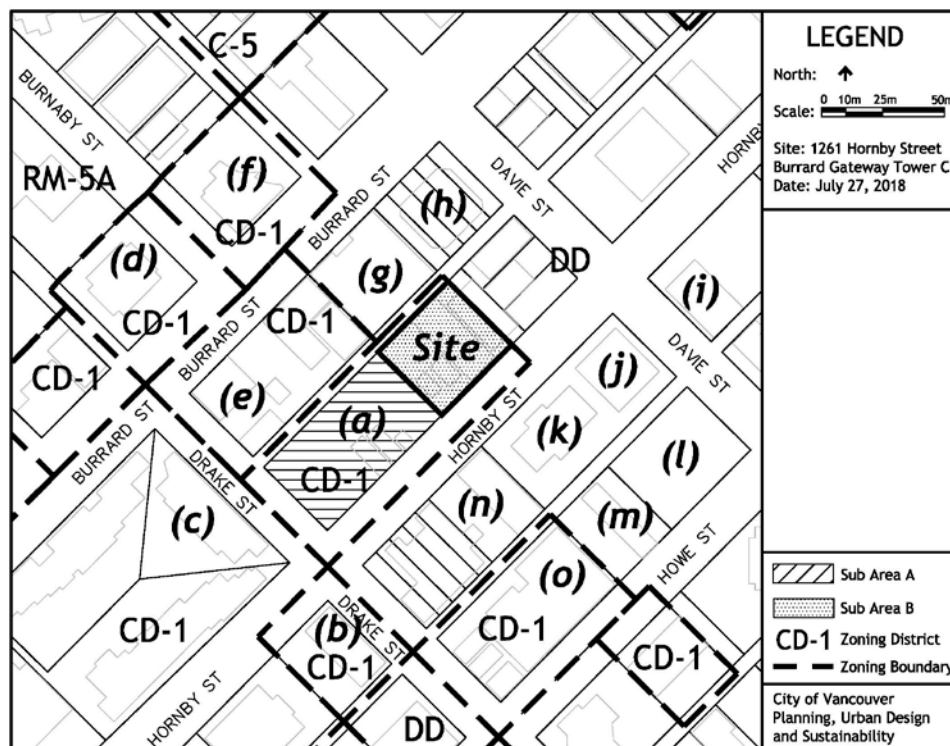 C-5
BURNABY ST
RM-5A
(f)
CD-1
(d)
CD-1
CD-1
BURRARD ST
(h)
DAVIE ST
DD
HORNBY
(g)
CD-1
(i)
BURRARD ST
Site
(e)
(a)
CD-1
HORNBY ST
(j)
DAVIE ST
(k)
(l)
BURRARD ST
DRAKE ST
(c)
CD-1
(n)
(m)
HOWE ST
(o)
CD-1
CD-1
DRAKE ST
(b)
CD-1
HORNBY ST
DD
LEGEND
North:
Scale: 0 10m 25m 50m
Site: 1261 Hornby Street
Burrard Gateway Tower C
Date: July 27, 2018
Sub Area A
Sub Area B
CD-1 Zoning District
Zoning Boundary
City of Vancouver
Planning, Urban Design
and Sustainability